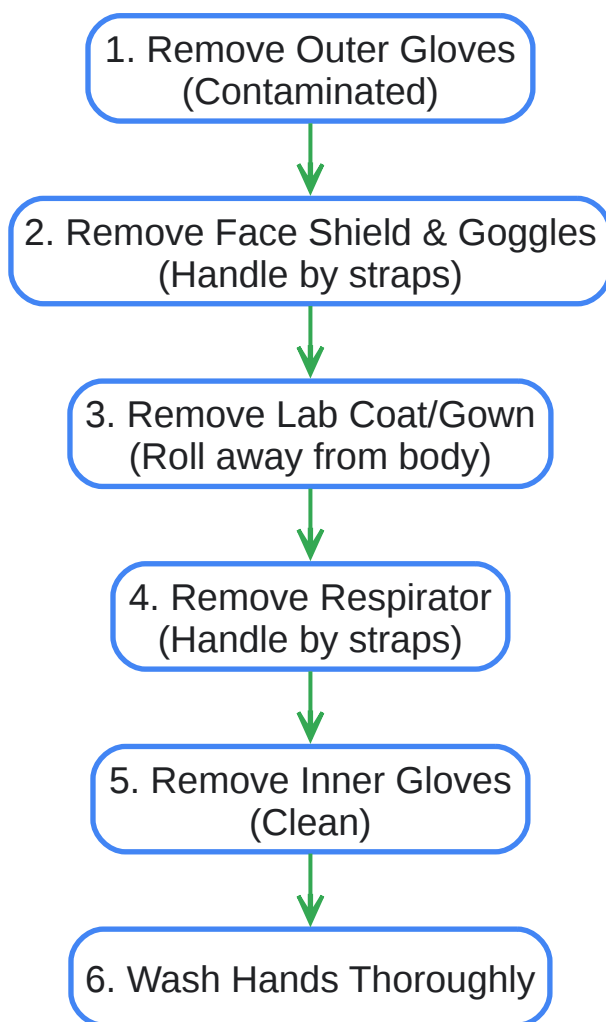 1. Remove Outer Gloves
(Contaminated)
2. Remove Face Shield & Goggles
(Handle by straps)
3. Remove Lab Coat/Gown
(Roll away from body)
4. Remove Respirator
(Handle by straps)
5. Remove Inner Gloves
(Clean)
6. Wash Hands Thoroughly